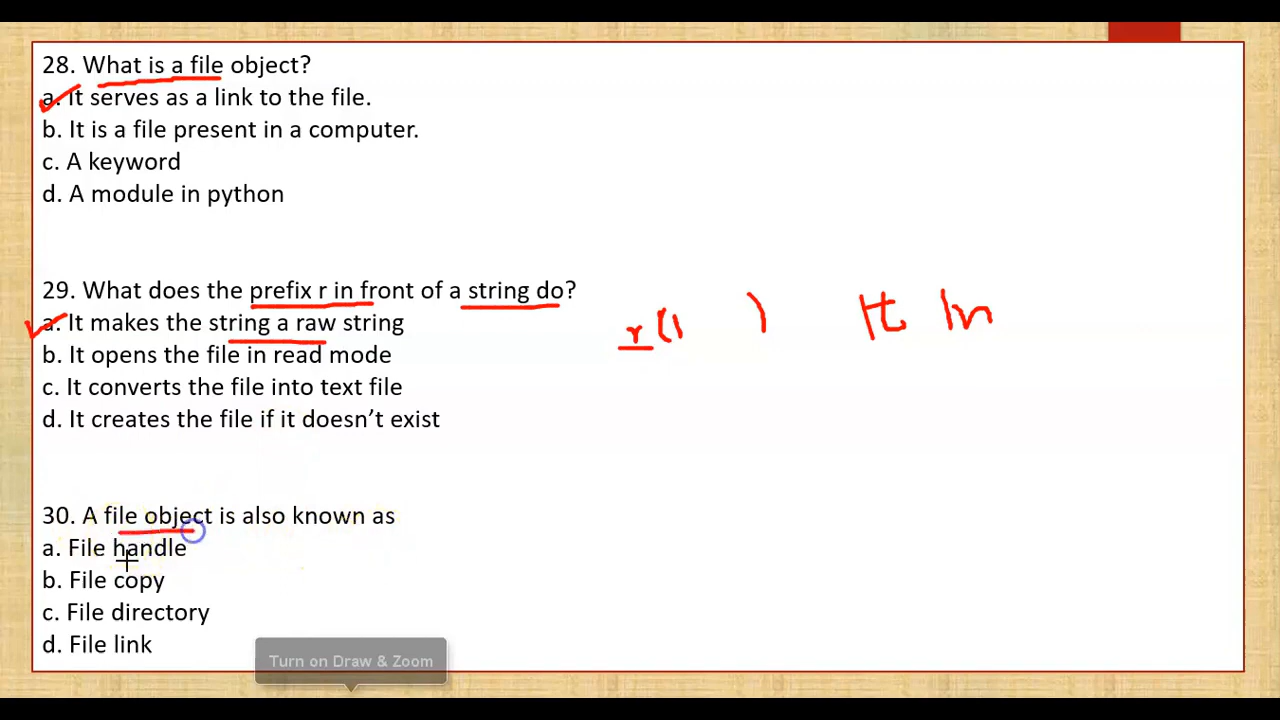 28. What is a file object?
a. It serves as a link to the file.
b. It is a file present in a computer.
c. A keyword
d. A module in python
29. What does the prefix r in front of a string do?
a. It makes the string a raw string
b. It opens the file in read mode
c. It converts the file into text file
d. It creates the file if it doesn’t exist
r(\ ) \t \n
30. A file object is also known as
a. File handle
b. File copy
c. File directory
d. File link
Turn on Draw & Zoom